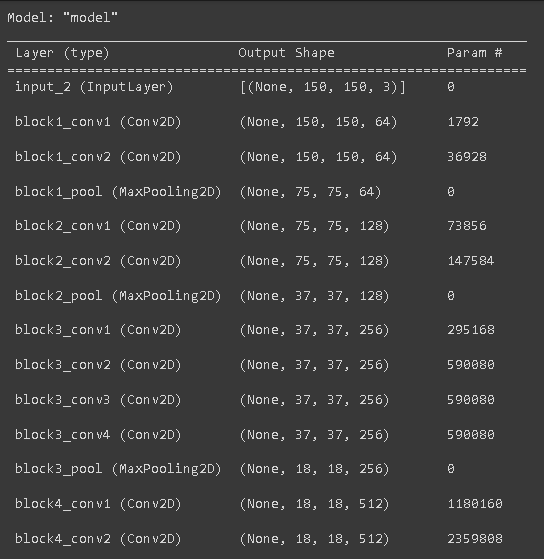 Model: "model"
_________________________________________________________________
Layer (type) Output Shape Param #
=================================================================
input_2 (InputLayer) [(None, 150, 150, 3)] 0
block1_conv1 (Conv2D) (None, 150, 150, 64) 1792
block1_conv2 (Conv2D) (None, 150, 150, 64) 36928
block1_pool (MaxPooling2D) (None, 75, 75, 64) 0
block2_conv1 (Conv2D) (None, 75, 75, 128) 73856
block2_conv2 (Conv2D) (None, 75, 75, 128) 147584
block2_pool (MaxPooling2D) (None, 37, 37, 128) 0
block3_conv1 (Conv2D) (None, 37, 37, 256) 295168
block3_conv2 (Conv2D) (None, 37, 37, 256) 590080
block3_conv3 (Conv2D) (None, 37, 37, 256) 590080
block3_conv4 (Conv2D) (None, 37, 37, 256) 590080
block3_pool (MaxPooling2D) (None, 18, 18, 256) 0
block4_conv1 (Conv2D) (None, 18, 18, 512) 1180160
block4_conv2 (Conv2D) (None, 18, 18, 512) 2359808